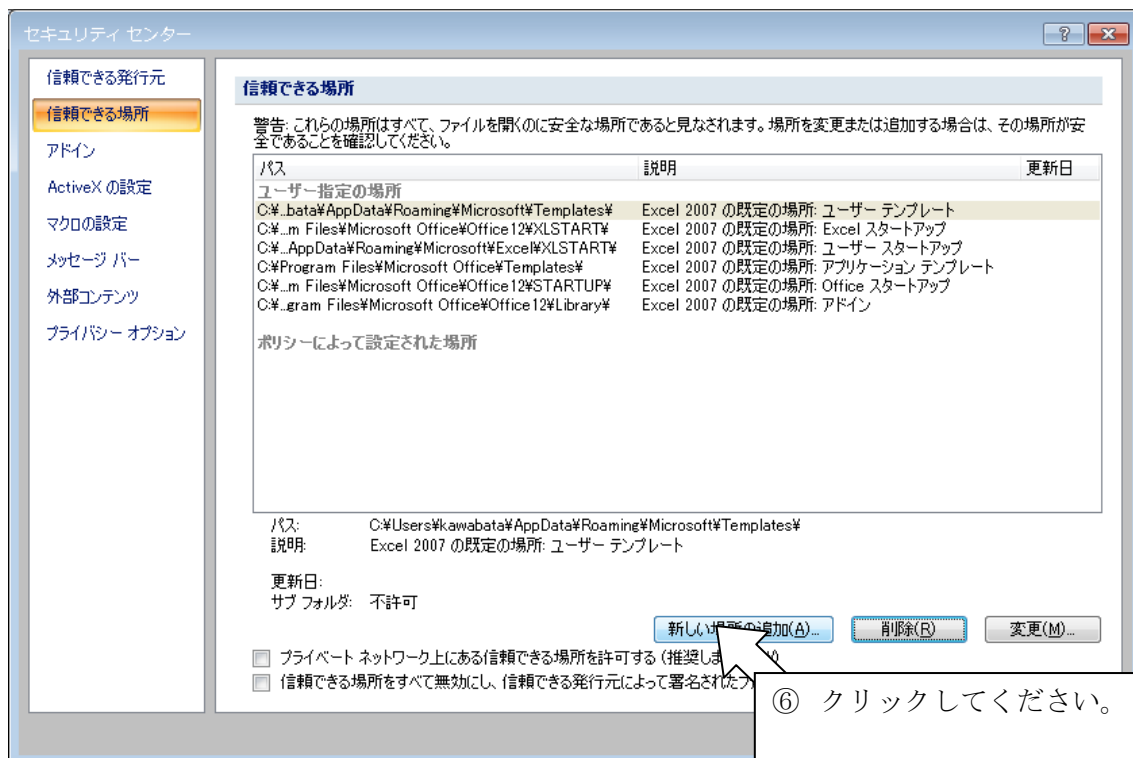 セキュリティ センター
信頼できる発行元
信頼できる場所
アドイン
ActiveX の設定
マクロの設定
メッセージ バー
外部コンテンツ
プライバシー オプション
信頼できる場所
警告: これらの場所はすべて、ファイルを開くのに安全な場所であると見なされます。場所を変更または追加する場合は、その場所が安
全であることを確認してください。
パス 説明 更新日
ユーザー指定の場所
C:¥..bata¥AppData¥Roaming¥Microsoft¥Templates¥ Excel 2007 の既定の場所: ユーザー テンプレート
C:¥...m Files¥Microsoft Office¥Office12¥XLSTART¥ Excel 2007 の既定の場所: Excel スタートアップ
C:¥...AppData¥Roaming¥Microsoft¥Excel¥XLSTART¥ Excel 2007 の既定の場所: ユーザー スタートアップ
C:¥Program Files¥Microsoft Office¥Templates¥ Excel 2007 の既定の場所: アプリケーション テンプレート
C:¥...m Files¥Microsoft Office¥Office12¥STARTUP¥ Excel 2007 の既定の場所: Office スタートアップ
C:¥..gram Files¥Microsoft Office¥Office12¥Library¥ Excel 2007 の既定の場所: アドイン
ポリシーによって設定された場所
パス: C:¥Users¥kawabata¥AppData¥Roaming¥Microsoft¥Templates¥
説明: Excel 2007 の既定の場所: ユーザー テンプレート
更新日:
サブ フォルダ: 不許可
新しい場所の追加(A)... 削除(R) 変更(M)...
プライベート ネットワーク上にある信頼できる場所を許可する (推奨しま
信頼できる場所をすべて無効にし、信頼できる発行元によって署名された
⑥ クリックしてください。